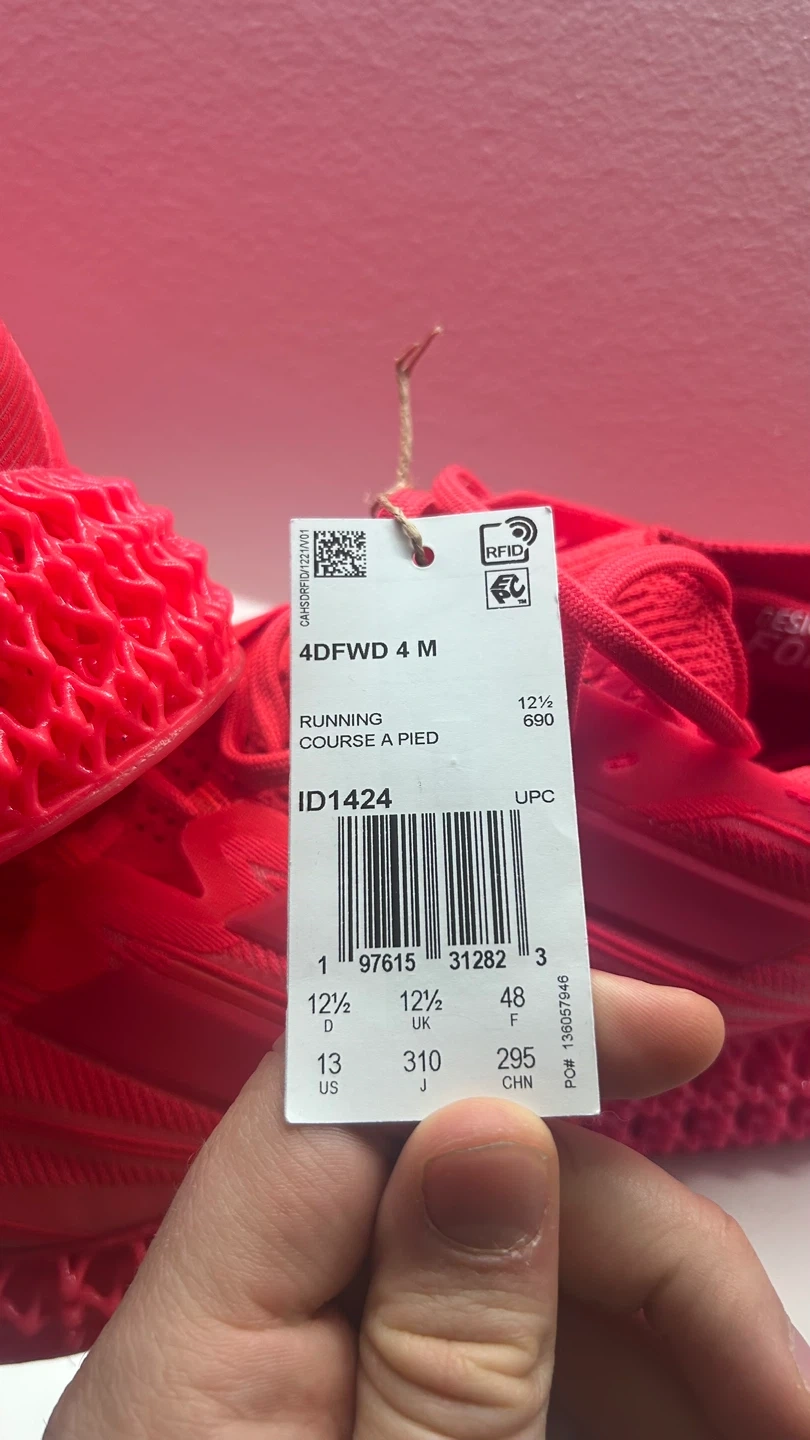 CAHSDRFID/1221/V01
RFID
EPC™
4DFWD 4 M
12½
RUNNING
690
COURSE A PIED
ID1424
UPC
1 97615 31282 3
12½ 12½ 48
D UK F
13 310 295
US J CHN
PO# 136057946